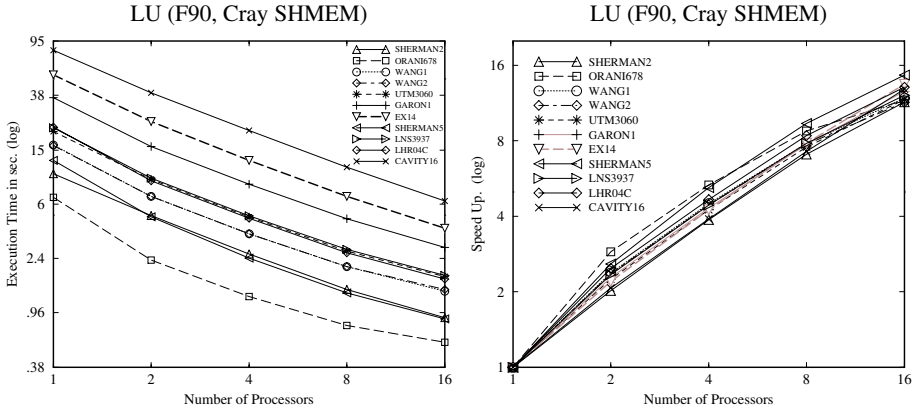 LU (F90, Cray SHMEM)
Execution Time in sec. (log)
95
38
15
6
2.4
.96
.38
1
2
4
8
16
Number of Processors
SHERMAN2
ORANI678
WANG1
WANG2
UTM3060
GARON1
EX14
SHERMAN5
LNS3937
LHR04C
CAVITY16
LU (F90, Cray SHMEM)
Speed Up. (log)
16
8
4
2
1
1
2
4
8
16
Number of Processors
SHERMAN2
ORANI678
WANG1
WANG2
UTM3060
GARON1
EX14
SHERMAN5
LNS3937
LHR04C
CAVITY16